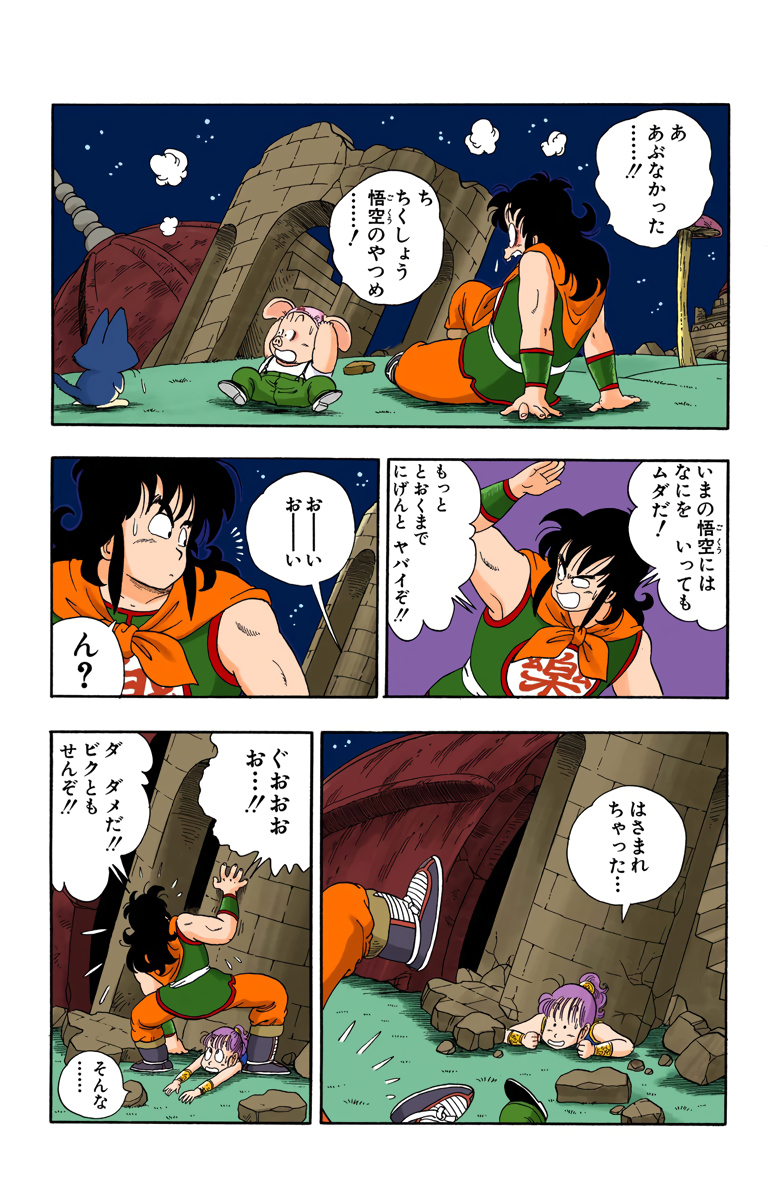 あ
あぶなかった
……!!
ち
ちくしょう
悟空のやつめ
……!
いまの悟空には
なにを いっても
ムダだ!
もっと
とおくまで
にげんと ヤバイぞ!!
楽
おーい
おーい
ん?
はさまれ
ちゃった…
ぐおおお
お…!!
ダ ダメだ!!
ビクとも
せんぞ!!
そんな
……